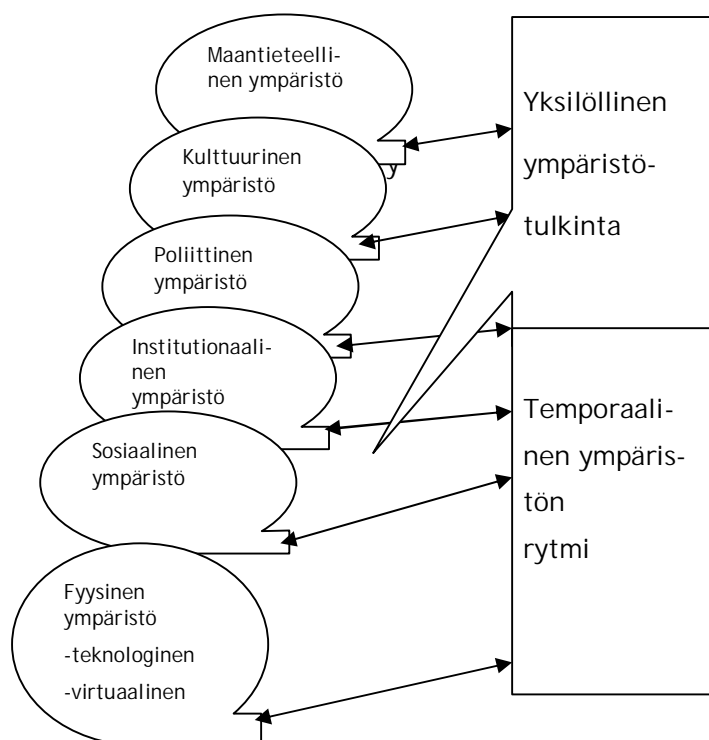 Maantieteelli-
nen ympäristö
y
Kulttuurinen
ympäristö
Poliittinen
ympäristö
Institutionaali-
nen
ympäristö
Sosiaalinen
ympäristö
Fyysinen
ympäristö
-teknologinen
-virtuaalinen
Yksilöllinen
ympäristö-
tulkinta
Temporaali-
nen ympäris-
tön
rytmi